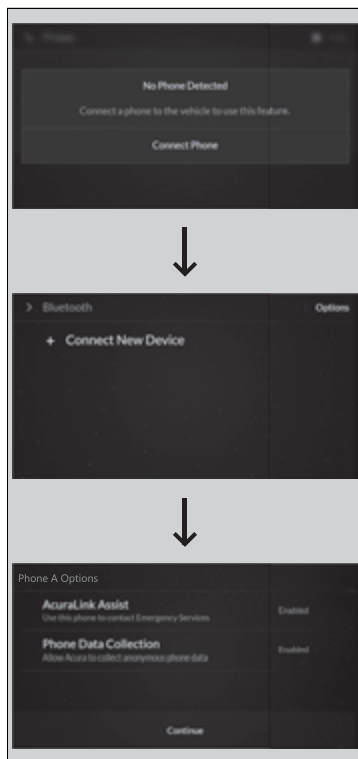 Phone
No Phone Detected
Connect a phone to the vehicle to use this feature.
Connect Phone
Bluetooth
Options
+ Connect New Device
Phone A Options
AcuraLink Assist
Use this phone to contact Emergency Services
Enabled
Phone Data Collection
Allow Acura to collect anonymous phone data
Enabled
Continue